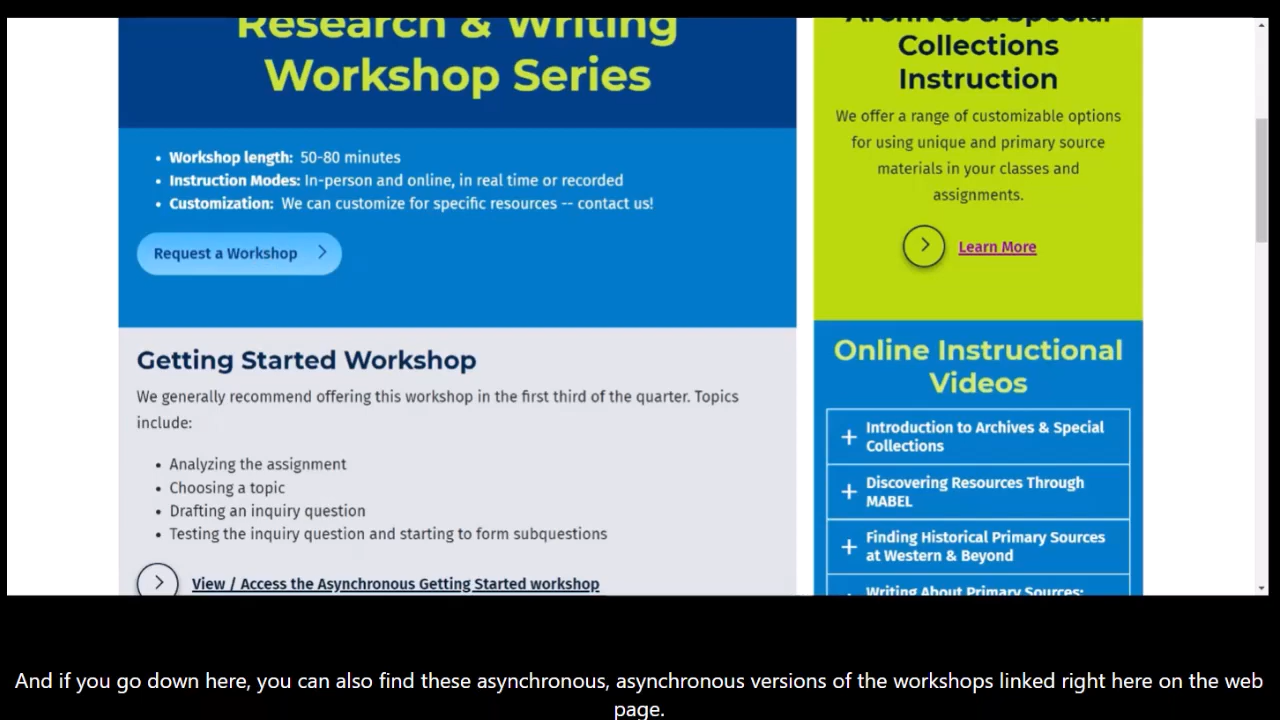 Research & Writing
Workshop Series
• Workshop length: 50-80 minutes
• Instruction Modes: In-person and online, in real time or recorded
• Customization: We can customize for specific resources -- contact us!
Request a Workshop
Getting Started Workshop
We generally recommend offering this workshop in the first third of the quarter. Topics
include:
• Analyzing the assignment
• Choosing a topic
• Drafting an inquiry question
• Testing the inquiry question and starting to form subquestions
View / Access the Asynchronous Getting Started workshop
Archives & Special
Collections
Instruction
We offer a range of customizable options
for using unique and primary source
materials in your classes and
assignments.
Learn More
Online Instructional
Videos
Introduction to Archives & Special
Collections
Discovering Resources Through
MABEL
Finding Historical Primary Sources
at Western & Beyond
Writing About Primary Sources:
And if you go down here, you can also find these asynchronous, asynchronous versions of the workshops linked right here on the web
page.